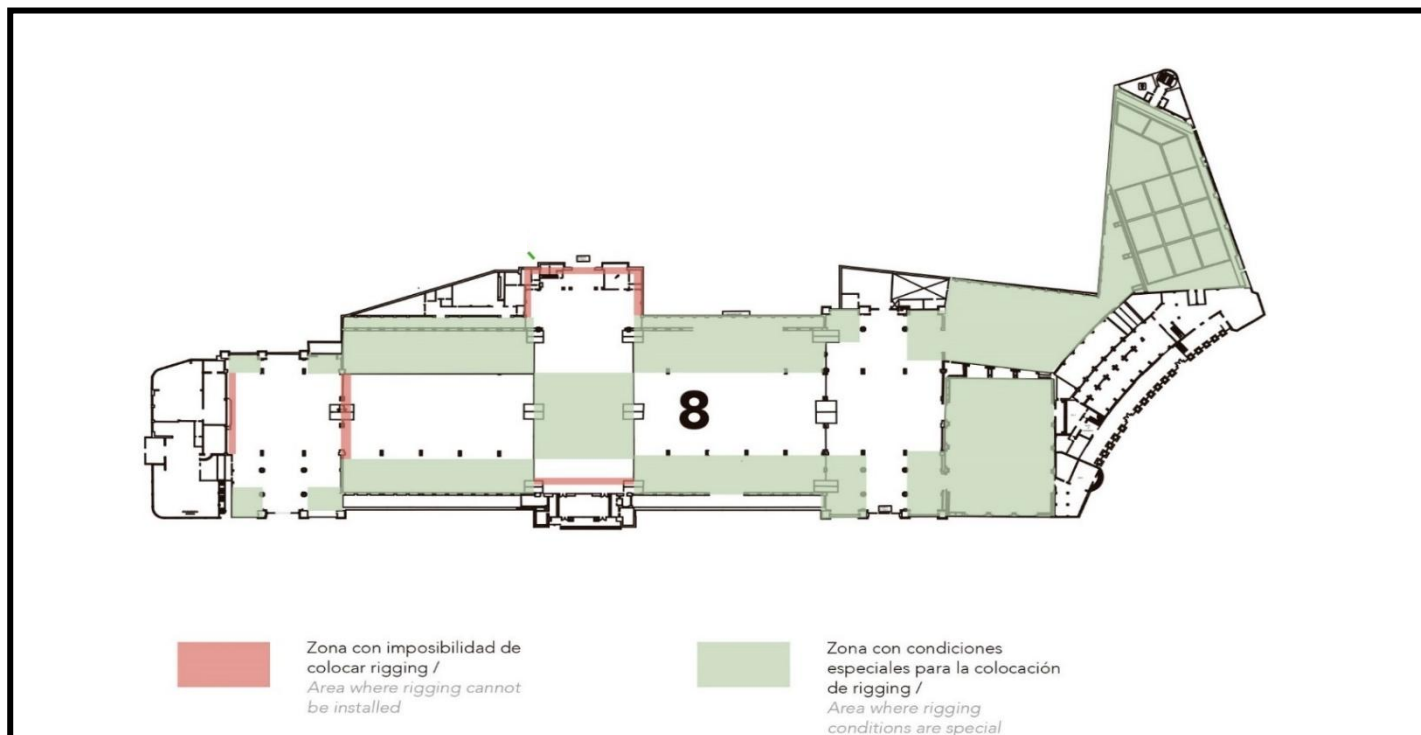 8
Zona con imposibilidad de
colocar rigging /
Area where rigging cannot
be installed
Zona con condiciones
especiales para la colocación
de rigging /
Area where rigging
conditions are special